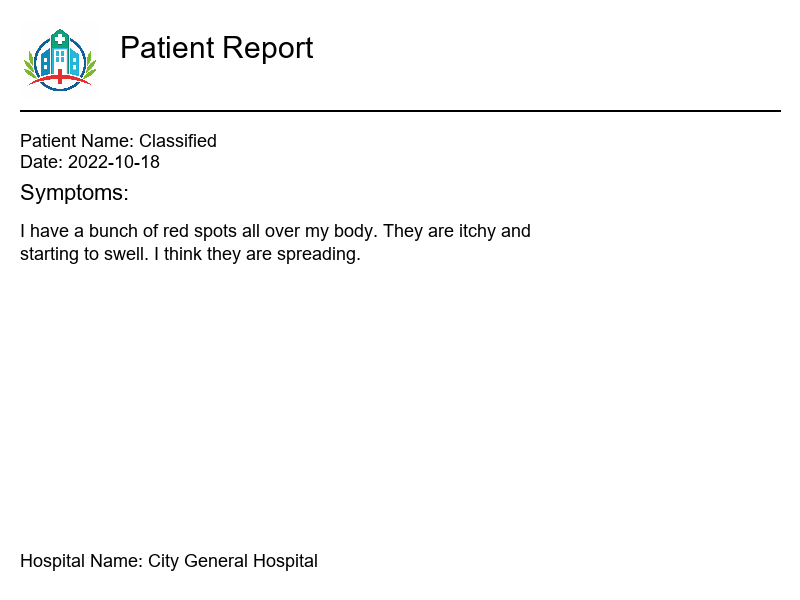 Patient Report
Patient Name: Classified
Date: 2022-10-18
Symptoms:
I have a bunch of red spots all over my body. They are itchy and
starting to swell. I think they are spreading.
Hospital Name: City General Hospital